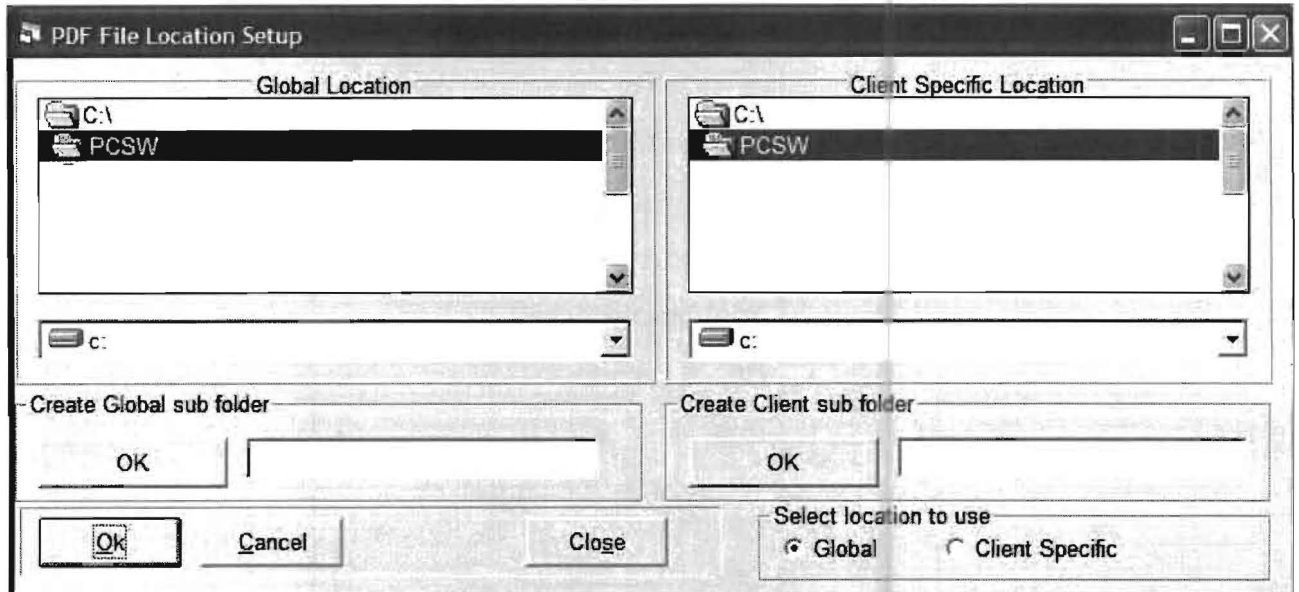 PDF File Location Setup
Global Location
C:\
PCSW
c:
Client Specific Location
C:\
PCSW
c:
Create Global sub folder
OK
Create Client sub folder
OK
Ok
Cancel
Close
Select location to use
Global
Client Specific